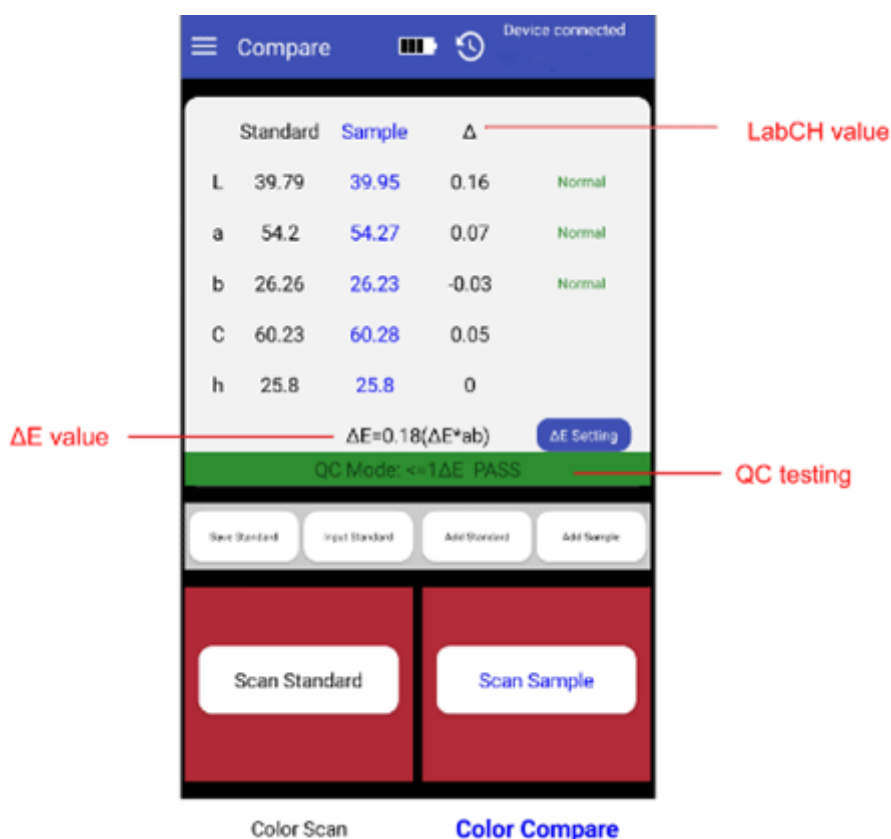 Compare
Device connected
Standard Sample Δ
LabCH value
L 39.79 39.95 0.16 Normal
a 54.2 54.27 0.07 Normal
b 26.26 26.23 -0.03 Normal
C 60.23 60.28 0.05
h 25.8 25.8 0
ΔE value
ΔE=0.18(ΔE*ab)
ΔE Setting
QC Mode: <=1ΔE PASS
QC testing
Save Standard Input Standard Add Standard Add Sample
Scan Standard Scan Sample
Color Scan Color Compare